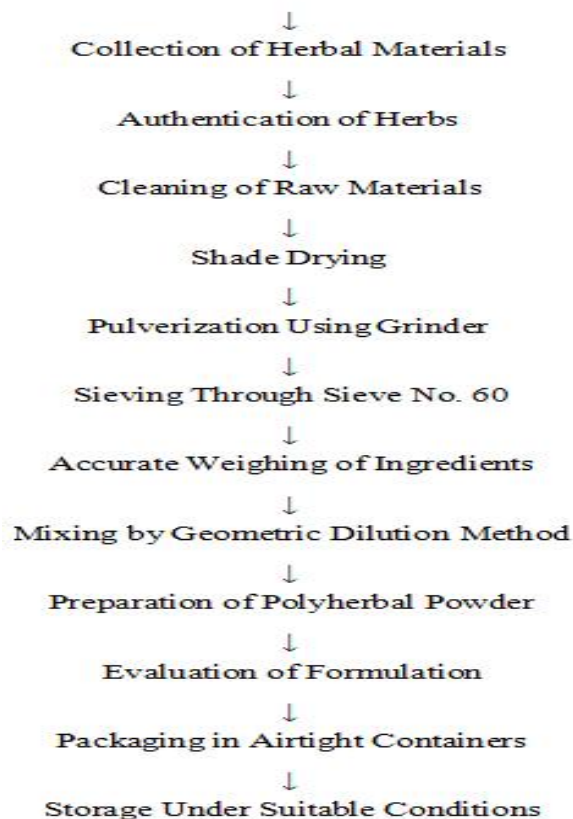 ↓
Collection of Herbal Materials
↓
Authentication of Herbs
↓
Cleaning of Raw Materials
↓
Shade Drying
↓
Pulverization Using Grinder
↓
Sieving Through Sieve No. 60
↓
Accurate Weighing of Ingredients
↓
Mixing by Geometric Dilution Method
↓
Preparation of Polyherbal Powder
↓
Evaluation of Formulation
↓
Packaging in Airtight Containers
↓
Storage Under Suitable Conditions